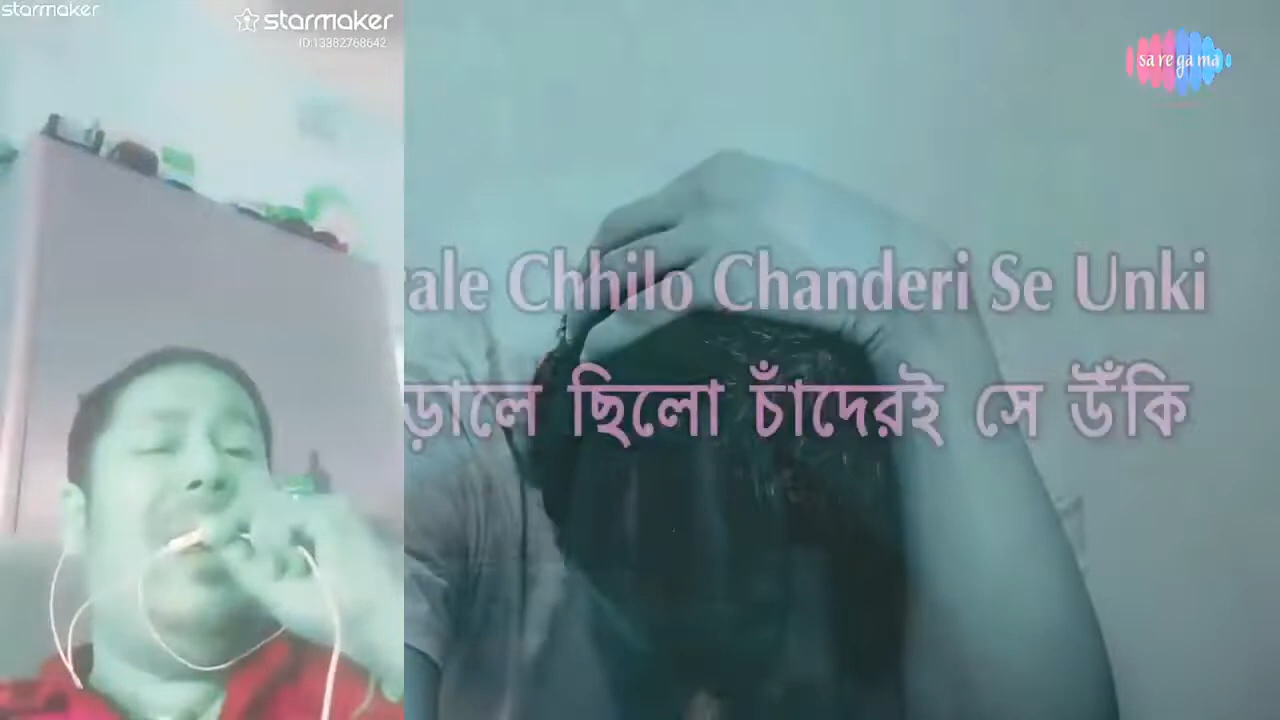 starmaker
starmaker
ID:13382768642
sa re ga ma
ale Chhilo Chanderi Se Unki
ড়ালে ছিলো চাঁদেরই সে উঁকি